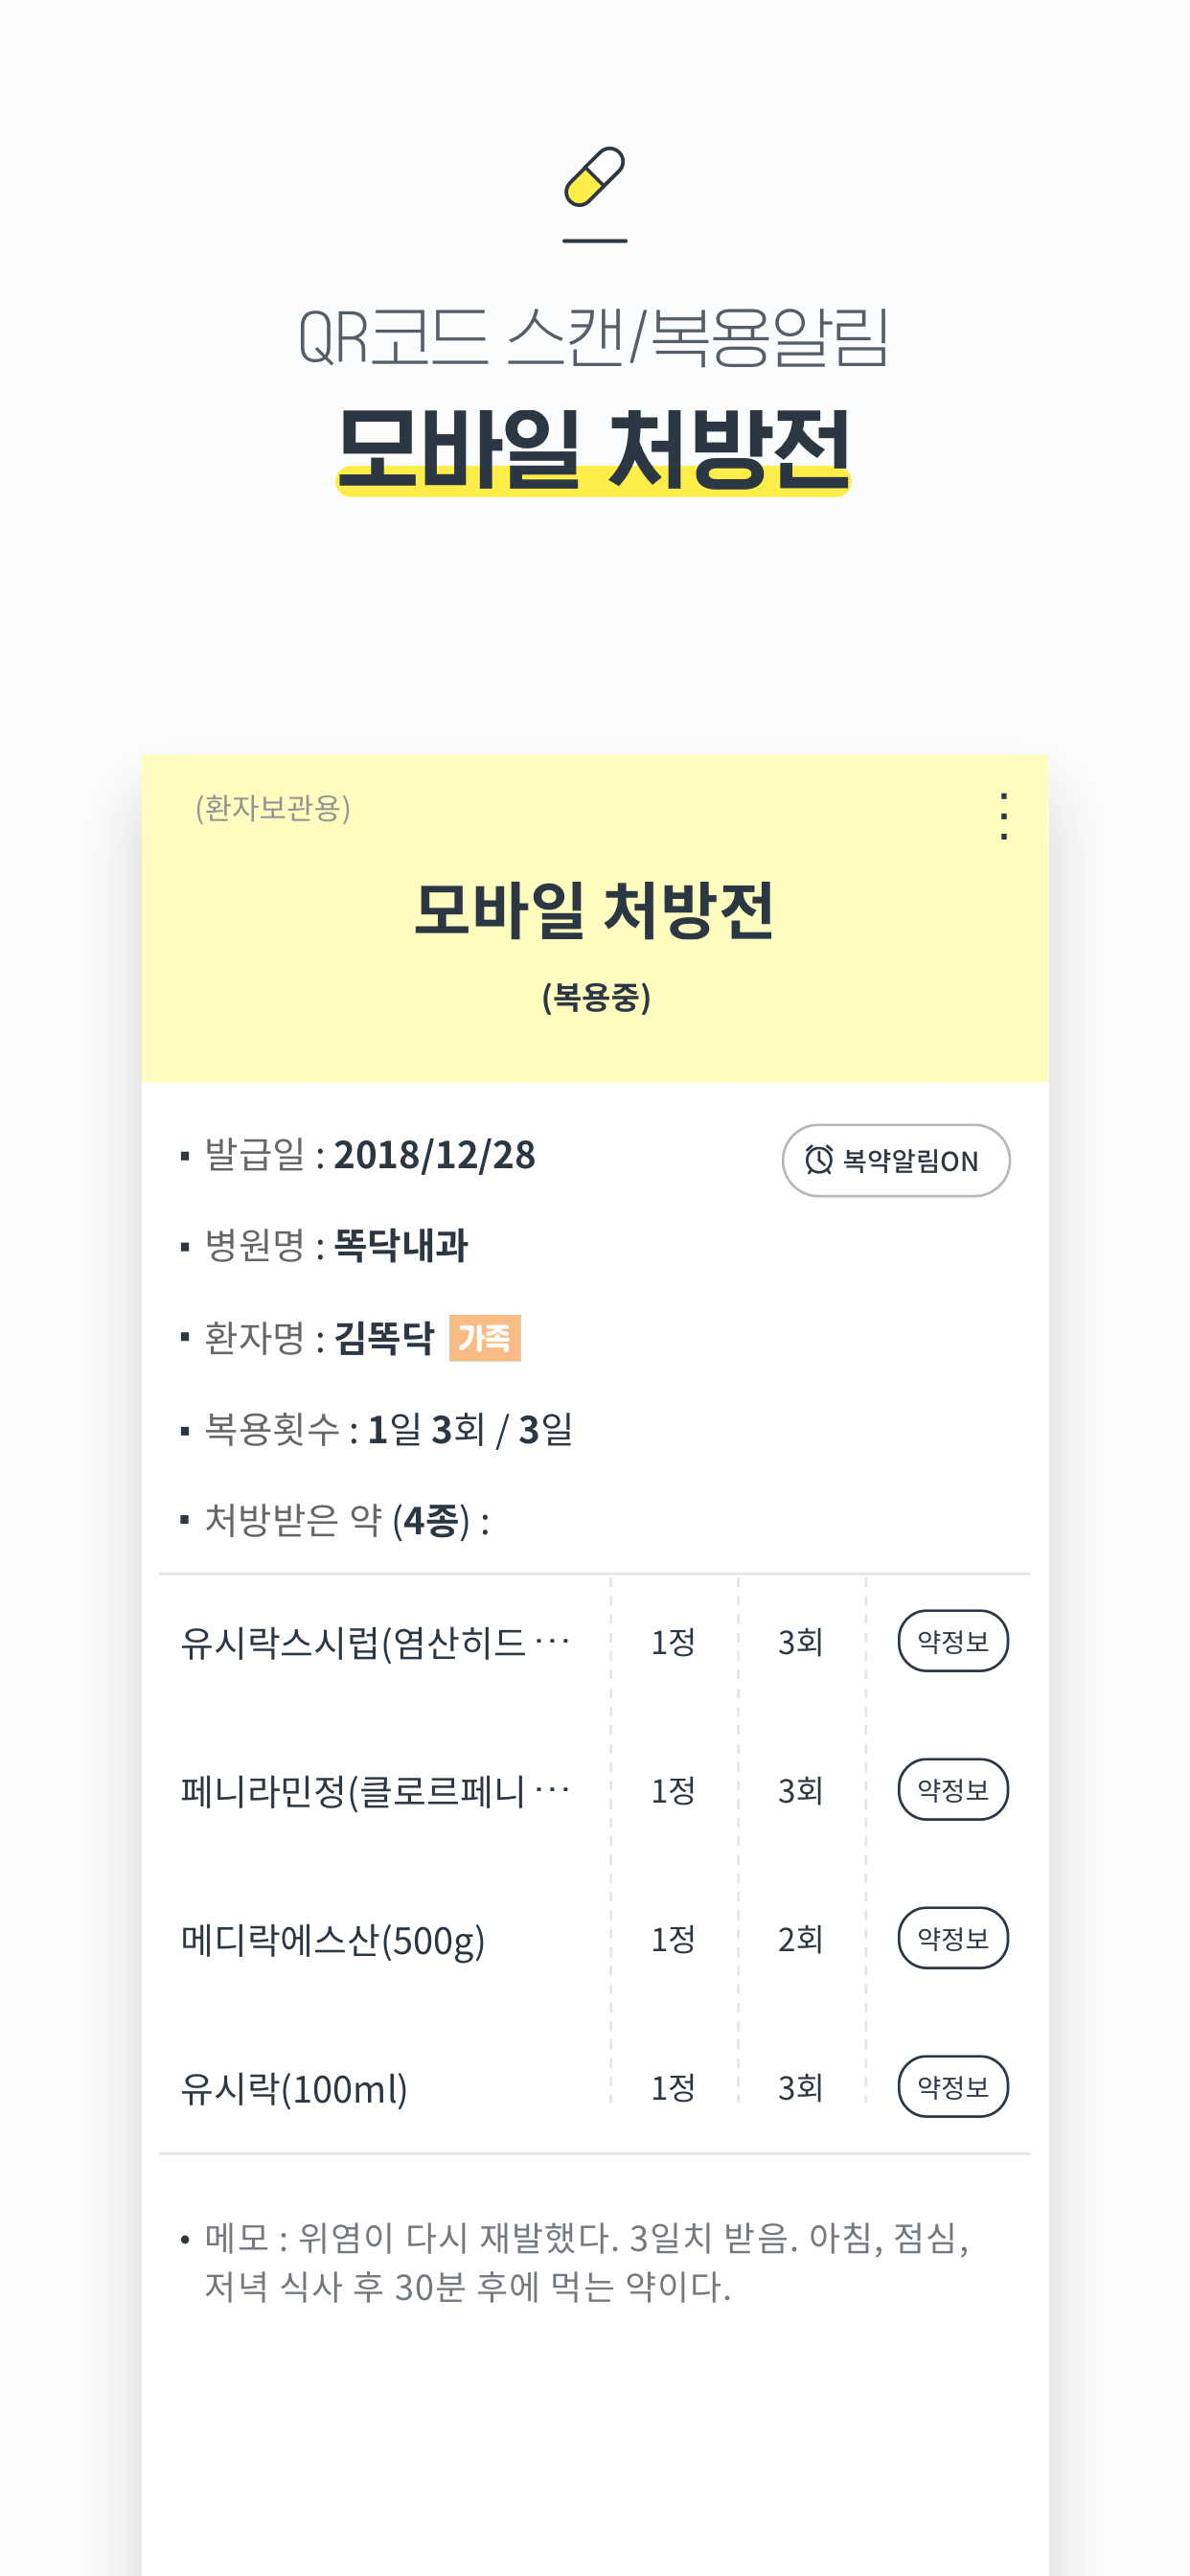 QR코드 스캔/복용알림
모바일 처방전
(환자보관용)
모바일 처방전
(복용중)
▪ 발급일 : 2018/12/28
복약알림ON
▪ 병원명 : 똑닥내과
▪ 환자명 : 김똑닥 가족
▪ 복용횟수 : 1일 3회 / 3일
▪ 처방받은 약 (4종) :
유시락스시럽(염산히드 ··· 1정 3회 약정보
페니라민정(클로르페니 ··· 1정 3회 약정보
메디락에스산(500g) 1정 2회 약정보
유시락(100ml) 1정 3회 약정보
• 메모 : 위염이 다시 재발했다. 3일치 받음. 아침, 점심,
저녁 식사 후 30분 후에 먹는 약이다.